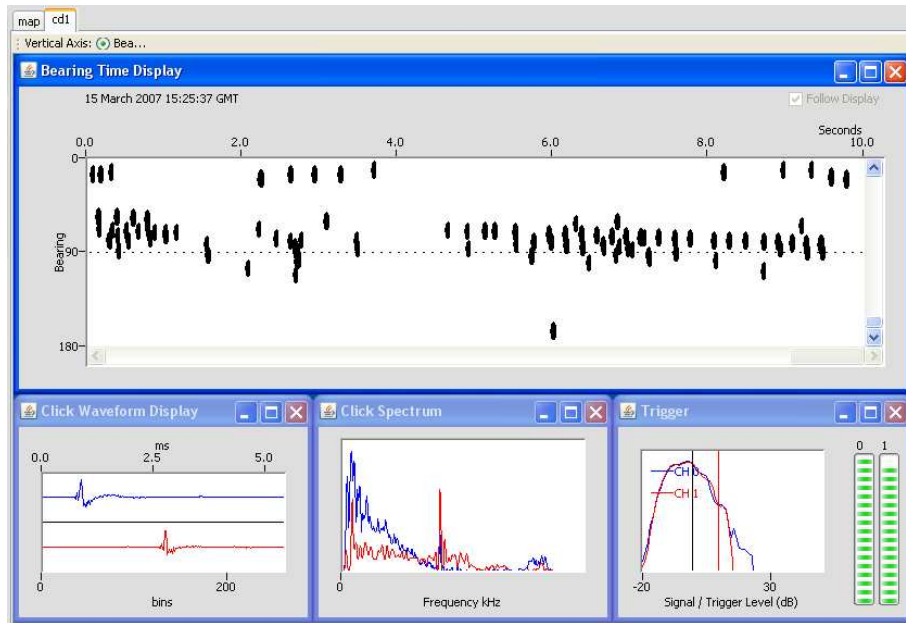 map cd1
Vertical Axis: Bea...
Bearing Time Display
15 March 2007 15:25:37 GMT
Follow Display
Seconds
0.0 2.0 4.0 6.0 8.0 10.0
0
Bearing
90
180
Click Waveform Display
ms
0.0 2.5 5.0
0 200
bins
Click Spectrum
0
Frequency kHz
Trigger
CH 0
CH 1
-20 30
Signal / Trigger Level (dB)
0 1